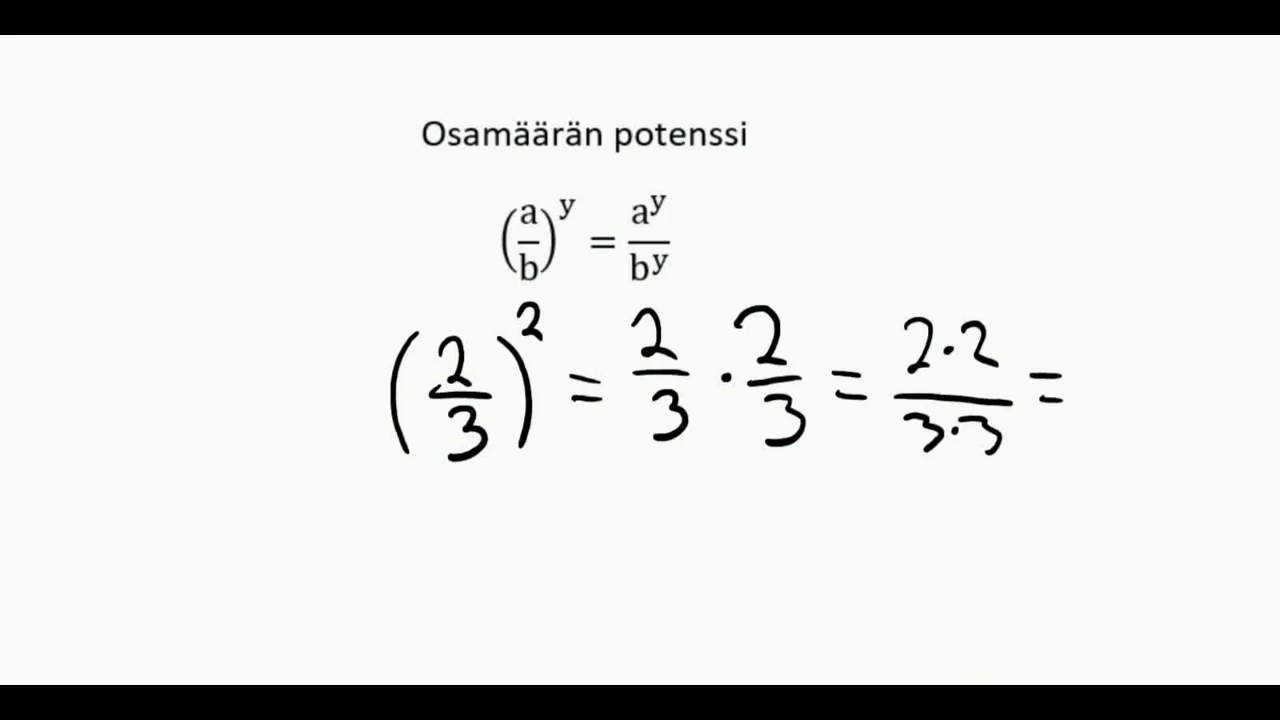 Osamäärän potenssi
(a/b)^y = a^y/b^y
(2/3)^2 = 2/3 · 2/3 = 2·2/3·3 =